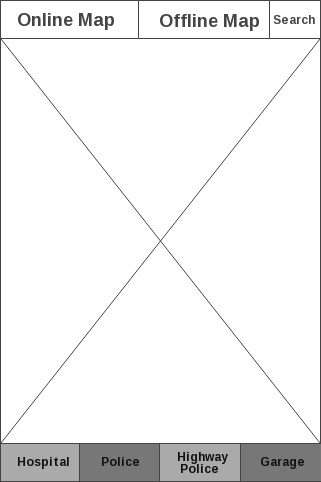 Online Map
Offline Map
Search
Hospital
Police
Highway
Police
Garage